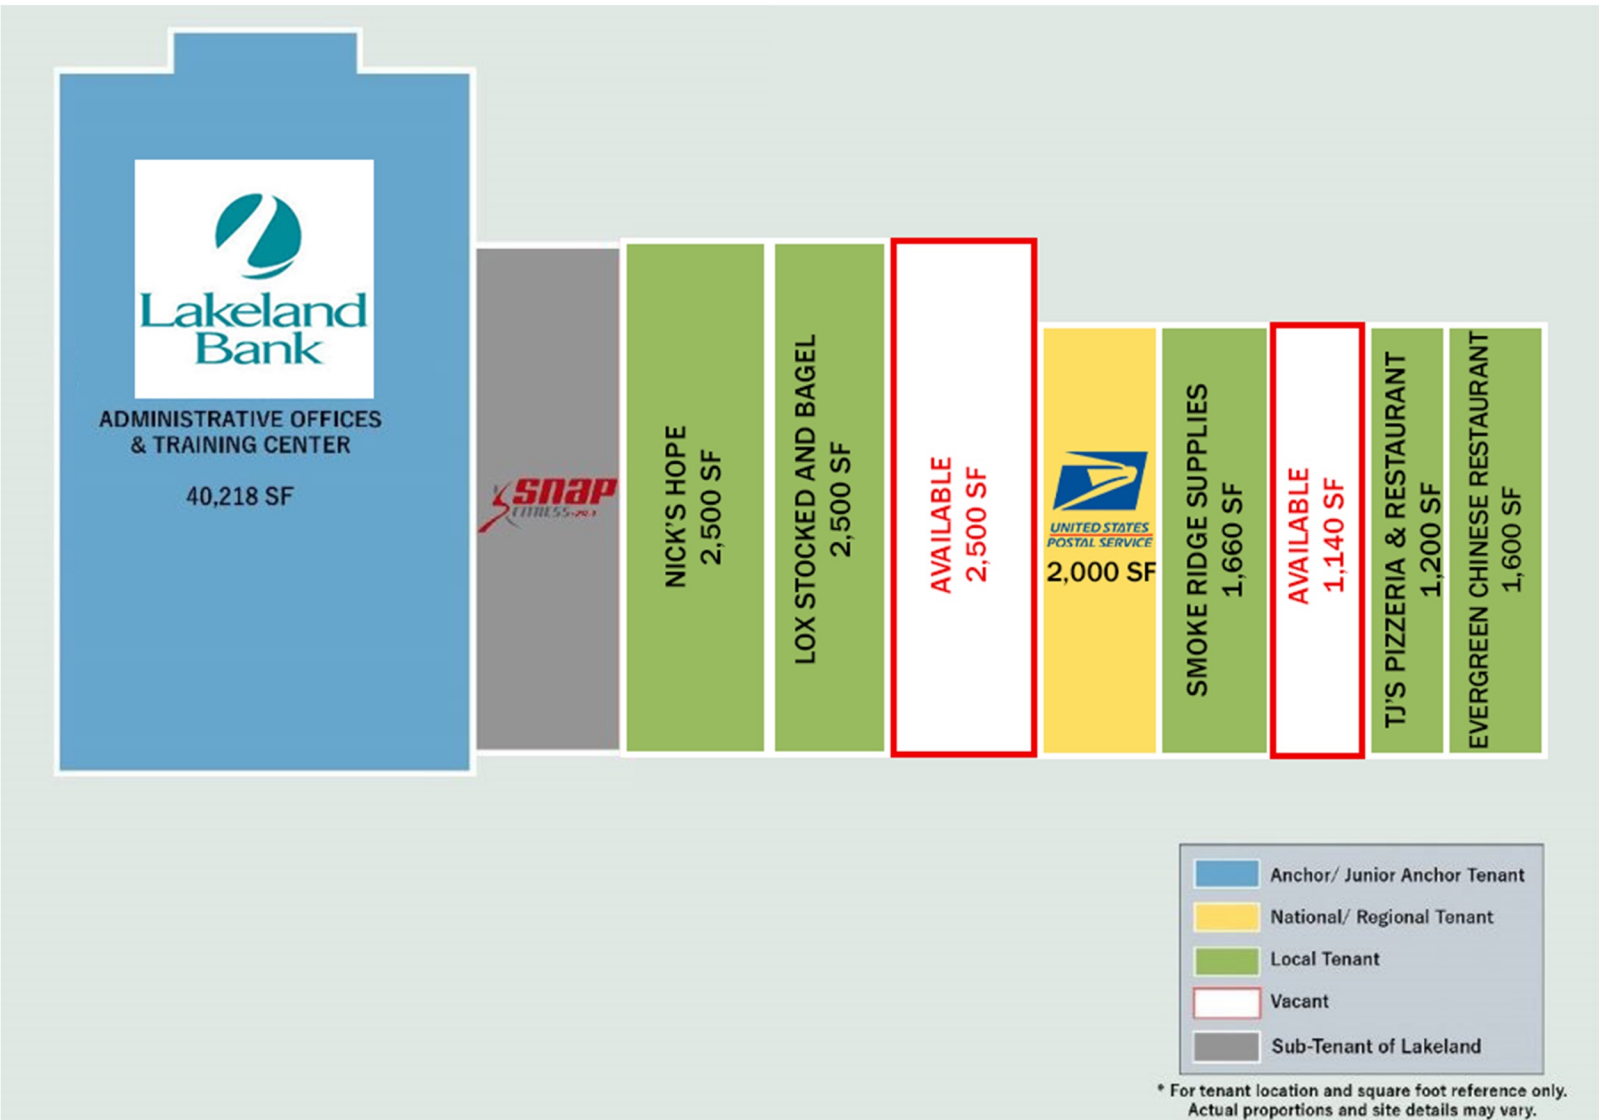 Lakeland
Bank
ADMINISTRATIVE OFFICES
& TRAINING CENTER
40,218 SF
snap
FITNESS-24-7
NICK'S HOPE
2,500 SF
LOX STOCKED AND BAGEL
2,500 SF
AVAILABLE
2,500 SF
UNITED STATES
POSTAL SERVICE
2,000 SF
SMOKE RIDGE SUPPLIES
1,660 SF
AVAILABLE
1,140 SF
TJ'S PIZZERIA & RESTAURANT
1,200 SF
EVERGREEN CHINESE RESTAURANT
1,600 SF
Anchor/ Junior Anchor Tenant
National/ Regional Tenant
Local Tenant
Vacant
Sub-Tenant of Lakeland
* For tenant location and square foot reference only.
Actual proportions and site details may vary.